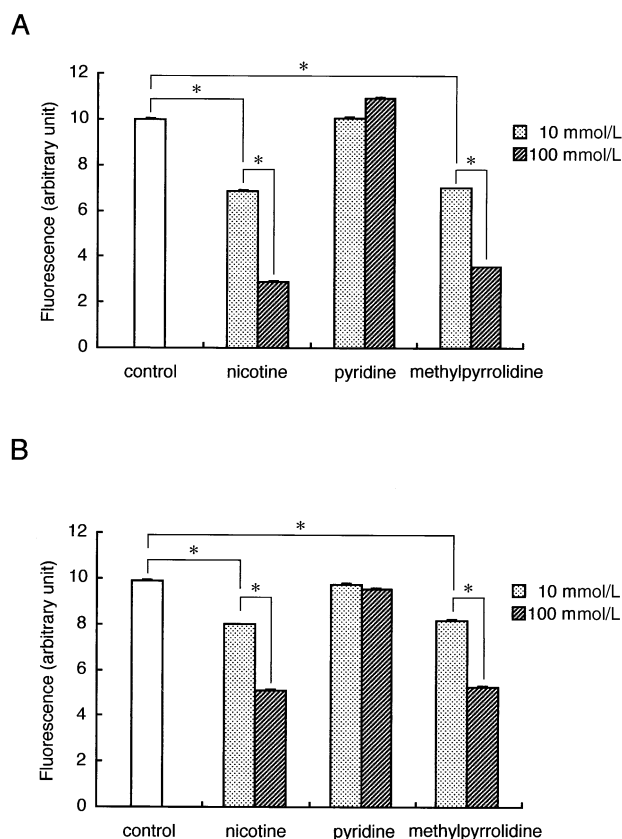 A
Fluorescence (arbitrary unit)
12
10
8
6
4
2
0
*
*
*
*
10 mmol/L
100 mmol/L
control nicotine pyridine methylpyrrolidine
B
Fluorescence (arbitrary unit)
12
10
8
6
4
2
0
*
*
*
*
10 mmol/L
100 mmol/L
control nicotine pyridine methylpyrrolidine